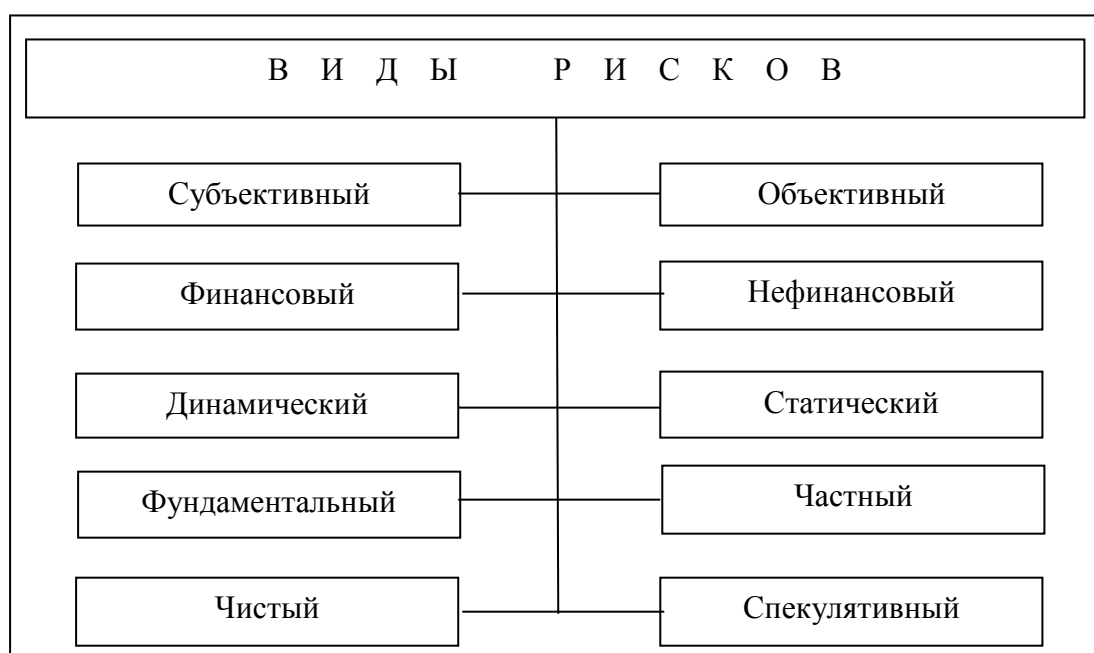 В И Д Ы Р И С К О В
Субъективный Объективный
Финансовый Нефинансовый
Динамический Статический
Фундаментальный Частный
Чистый Спекулятивный